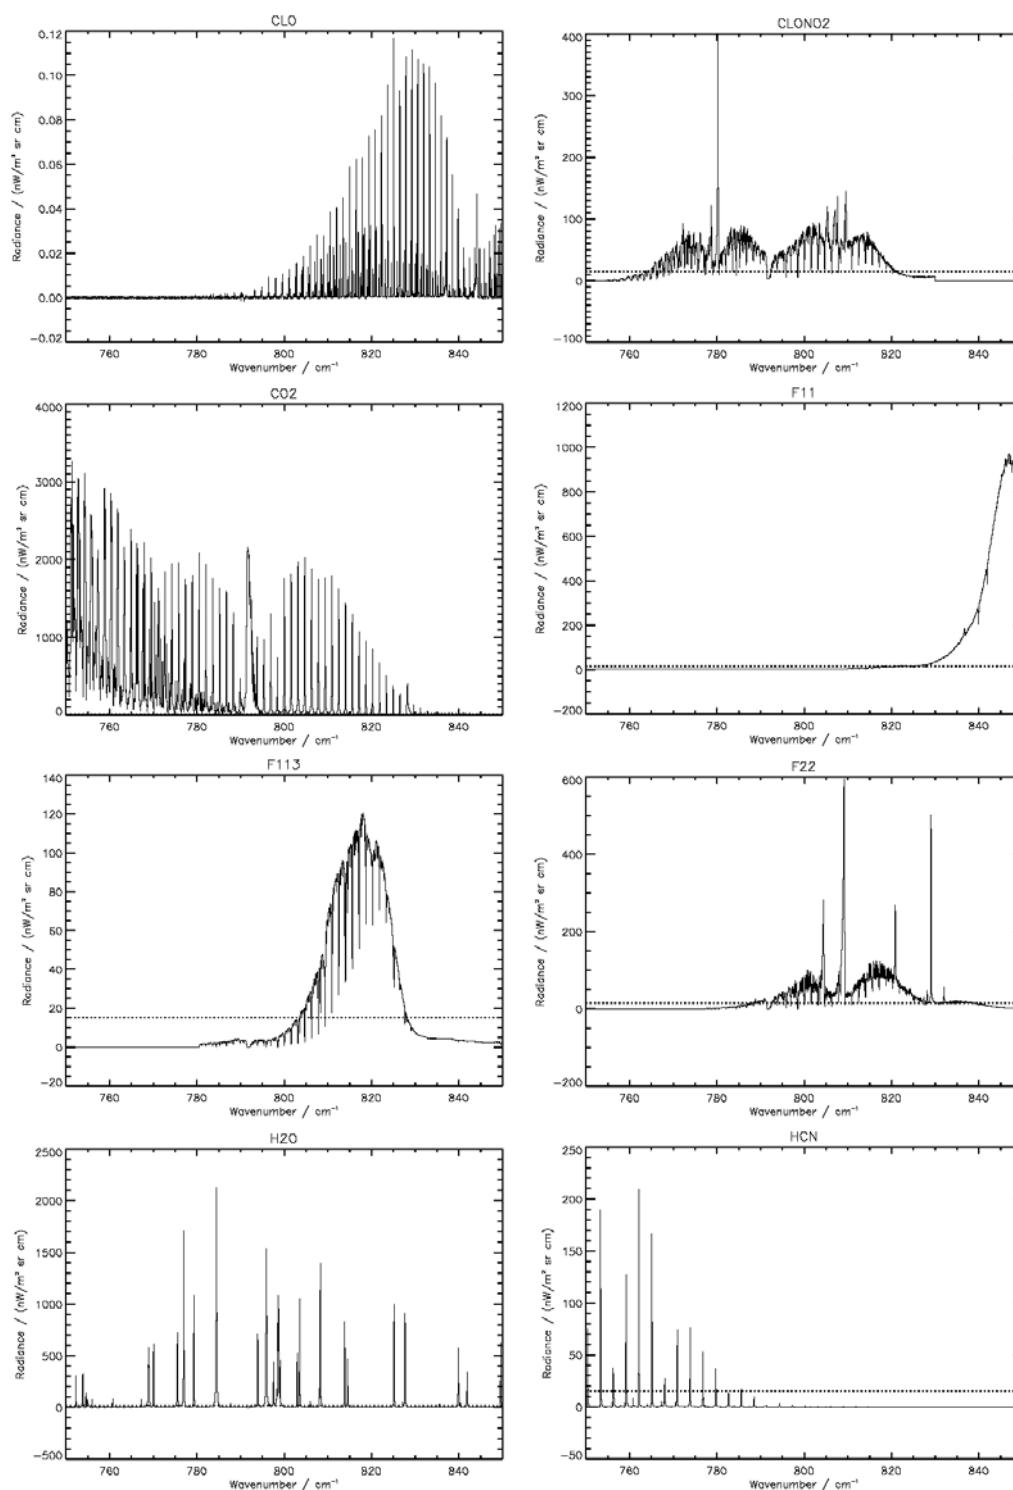 CLO
CLONO2
0.12
0.10
0.08
0.06
0.04
0.02
0.00
−0.02
Radiance / (nW/m² sr cm)
760 780 800 820 840
Wavenumber / cm⁻¹
400
300
200
100
0
−100
Radiance / (nW/m² sr cm)
760 780 800 820 840
Wavenumber / cm⁻¹
CO2
F11
4000
3000
2000
1000
0
Radiance / (nW/m² sr cm)
760 780 800 820 840
Wavenumber / cm⁻¹
1200
1000
800
600
400
200
0
−200
Radiance / (nW/m² sr cm)
760 780 800 820 840
Wavenumber / cm⁻¹
F113
F22
140
120
100
80
60
40
20
0
−20
Radiance / (nW/m² sr cm)
760 780 800 820 840
Wavenumber / cm⁻¹
600
400
200
0
−200
Radiance / (nW/m² sr cm)
760 780 800 820 840
Wavenumber / cm⁻¹
H2O
HCN
2500
2000
1500
1000
500
0
−500
Radiance / (nW/m² sr cm)
760 780 800 820 840
Wavenumber / cm⁻¹
250
200
150
100
50
0
−50
Radiance / (nW/m² sr cm)
760 780 800 820 840
Wavenumber / cm⁻¹